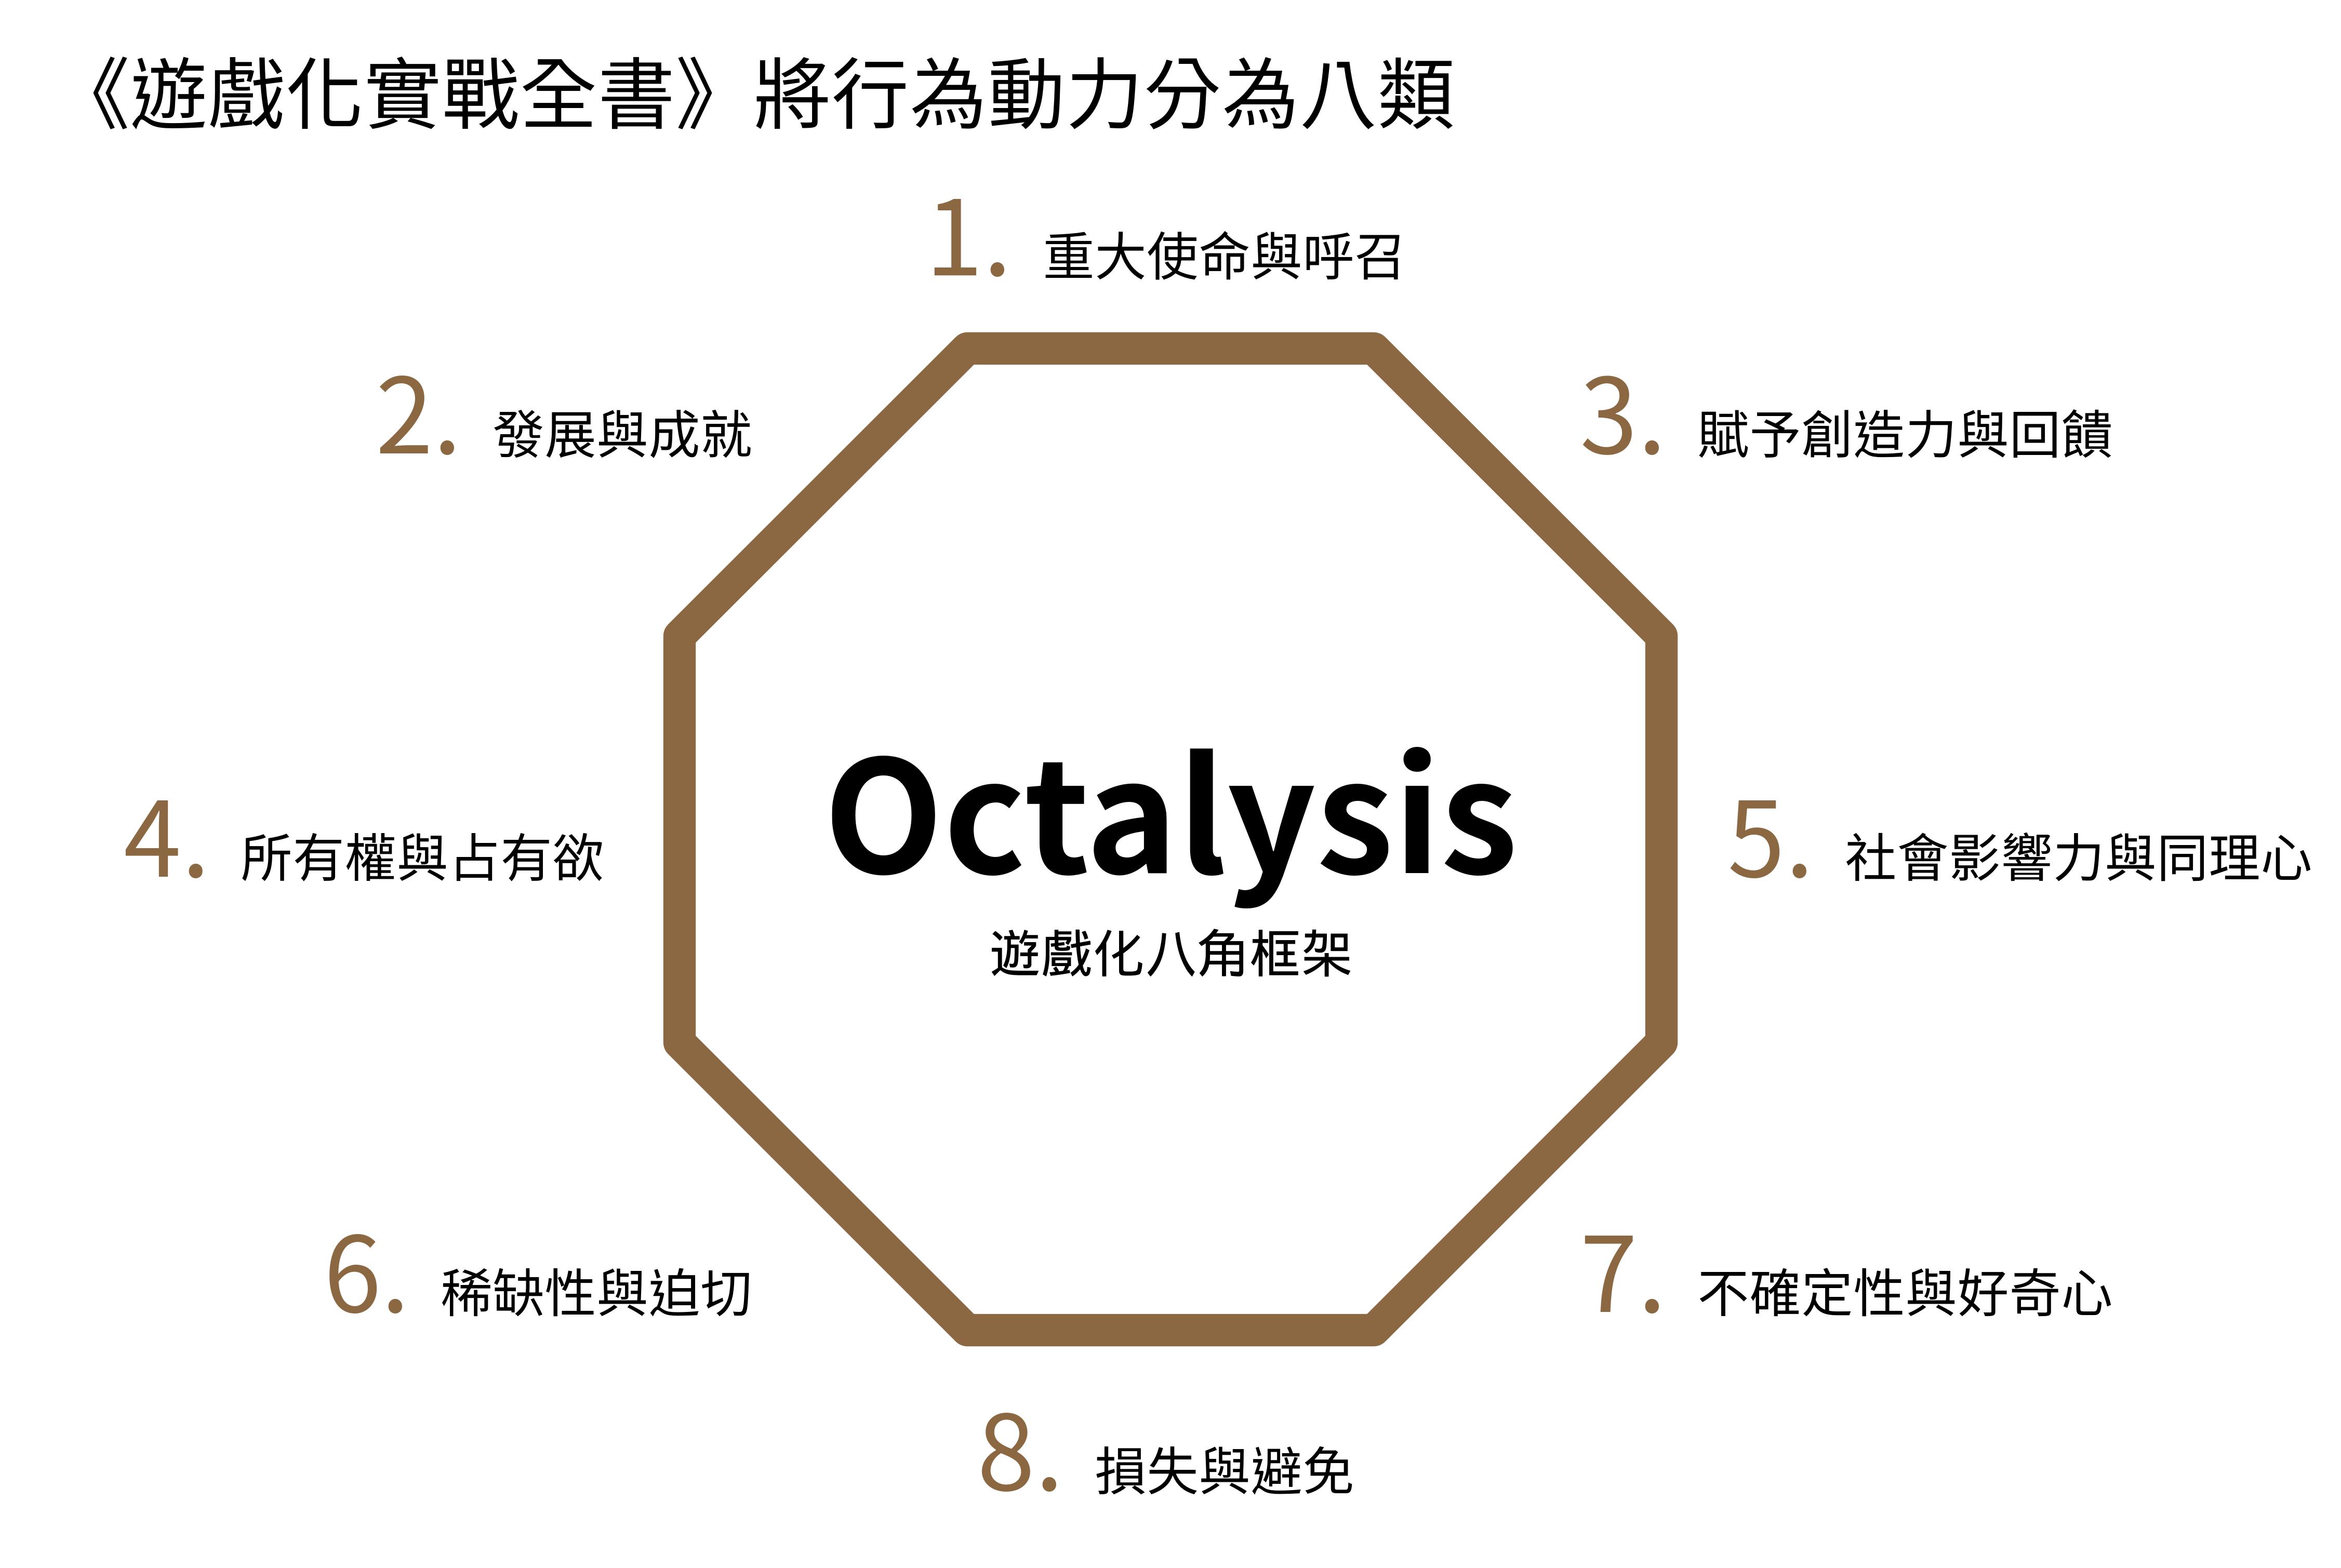 《遊戲化實戰全書》 將行為動力分為八類
1. 重大使命與呼召
2. 發展與成就
3. 賦予創造力與回饋
4. 所有權與占有欲
Octalysis
遊戲化八角框架
5. 社會影響力與同理心
6. 稀缺性與迫切
7. 不確定性與好奇心
8. 損失與避免